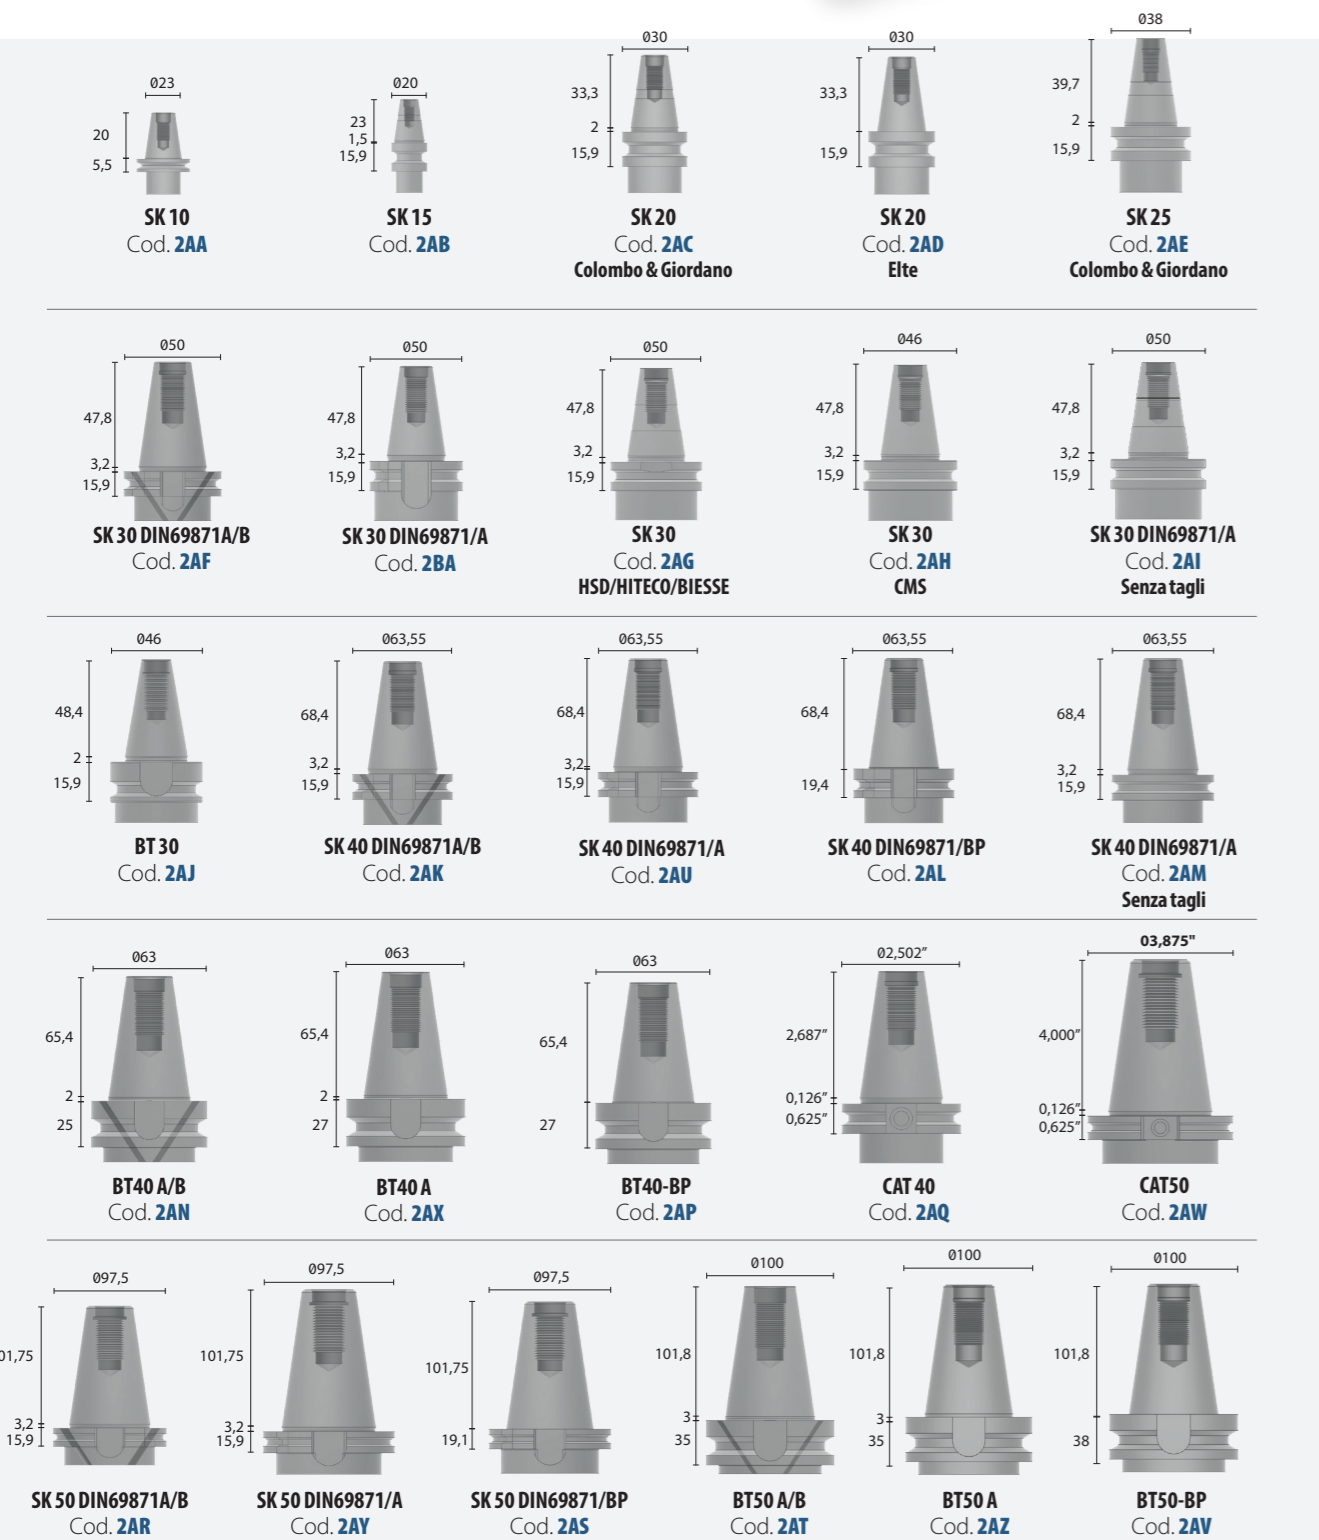 Ø23
20
5,5
SK 10
Cod. 2AA
Ø20
23
1,5
15,9
SK 15
Cod. 2AB
Ø30
33,3
2
15,9
SK 20
Cod. 2AC
Colombo & Giordano
Ø30
33,3
15,9
SK 20
Cod. 2AD
Elte
Ø38
39,7
2
15,9
SK 25
Cod. 2AE
Colombo & Giordano
Ø50
47,8
3,2
15,9
SK 30 DIN69871A/B
Cod. 2AF
Ø50
47,8
3,2
15,9
SK 30 DIN69871/A
Cod. 2BA
Ø50
47,8
3,2
15,9
SK 30
Cod. 2AG
HSD/HITECO/BIESSE
Ø46
47,8
3,2
15,9
SK 30
Cod. 2AH
CMS
Ø50
47,8
3,2
15,9
SK 30 DIN69871/A
Cod. 2AI
Senza tagli
Ø46
48,4
2
15,9
BT 30
Cod. 2AJ
Ø63,55
68,4
3,2
15,9
SK 40 DIN69871A/B
Cod. 2AK
Ø63,55
68,4
3,2
15,9
SK 40 DIN69871/A
Cod. 2AU
Ø63,55
68,4
19,4
SK 40 DIN69871/BP
Cod. 2AL
Ø63,55
68,4
3,2
15,9
SK 40 DIN69871/A
Cod. 2AM
Senza tagli
Ø63
65,4
2
25
BT40 A/B
Cod. 2AN
Ø63
65,4
2
27
BT40 A
Cod. 2AX
Ø63
65,4
27
BT40-BP
Cod. 2AP
Ø2,502”
2,687”
0,126”
0,625”
CAT 40
Cod. 2AQ
Ø3,875"
4,000”
0,126”
0,625”
CAT50
Cod. 2AW
Ø97,5
01,75
3,2
15,9
SK 50 DIN69871A/B
Cod. 2AR
Ø97,5
101,75
3,2
15,9
SK 50 DIN69871/A
Cod. 2AY
Ø97,5
101,75
19,1
SK 50 DIN69871/BP
Cod. 2AS
Ø100
101,8
3
35
BT50 A/B
Cod. 2AT
Ø100
101,8
3
35
BT50 A
Cod. 2AZ
Ø100
101,8
38
BT50-BP
Cod. 2AV